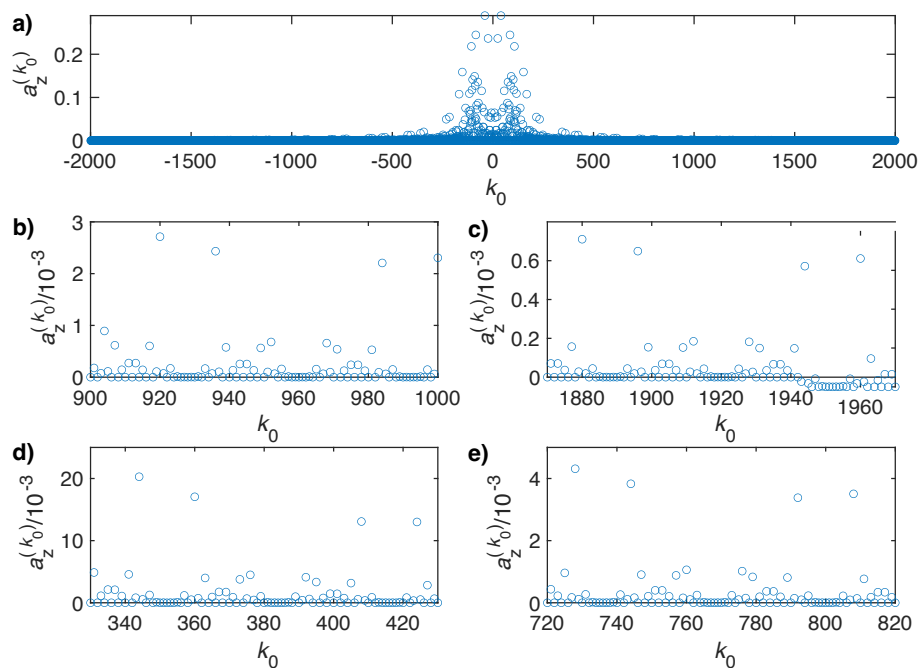 a)
a_z^(k_0)
0.2
0.1
0
-2000 -1500 -1000 -500 0 500 1000 1500 2000
k_0
b)
a_z^(k_0)/10^-3
3
2
1
0
900 920 940 960 980 1000
k_0
c)
a_z^(k_0)/10^-3
0.6
0.4
0.2
0
1880 1900 1920 1940 1960
k_0
d)
a_z^(k_0)/10^-3
20
10
0
340 360 380 400 420
k_0
e)
a_z^(k_0)/10^-3
4
2
0
720 740 760 780 800 820
k_0